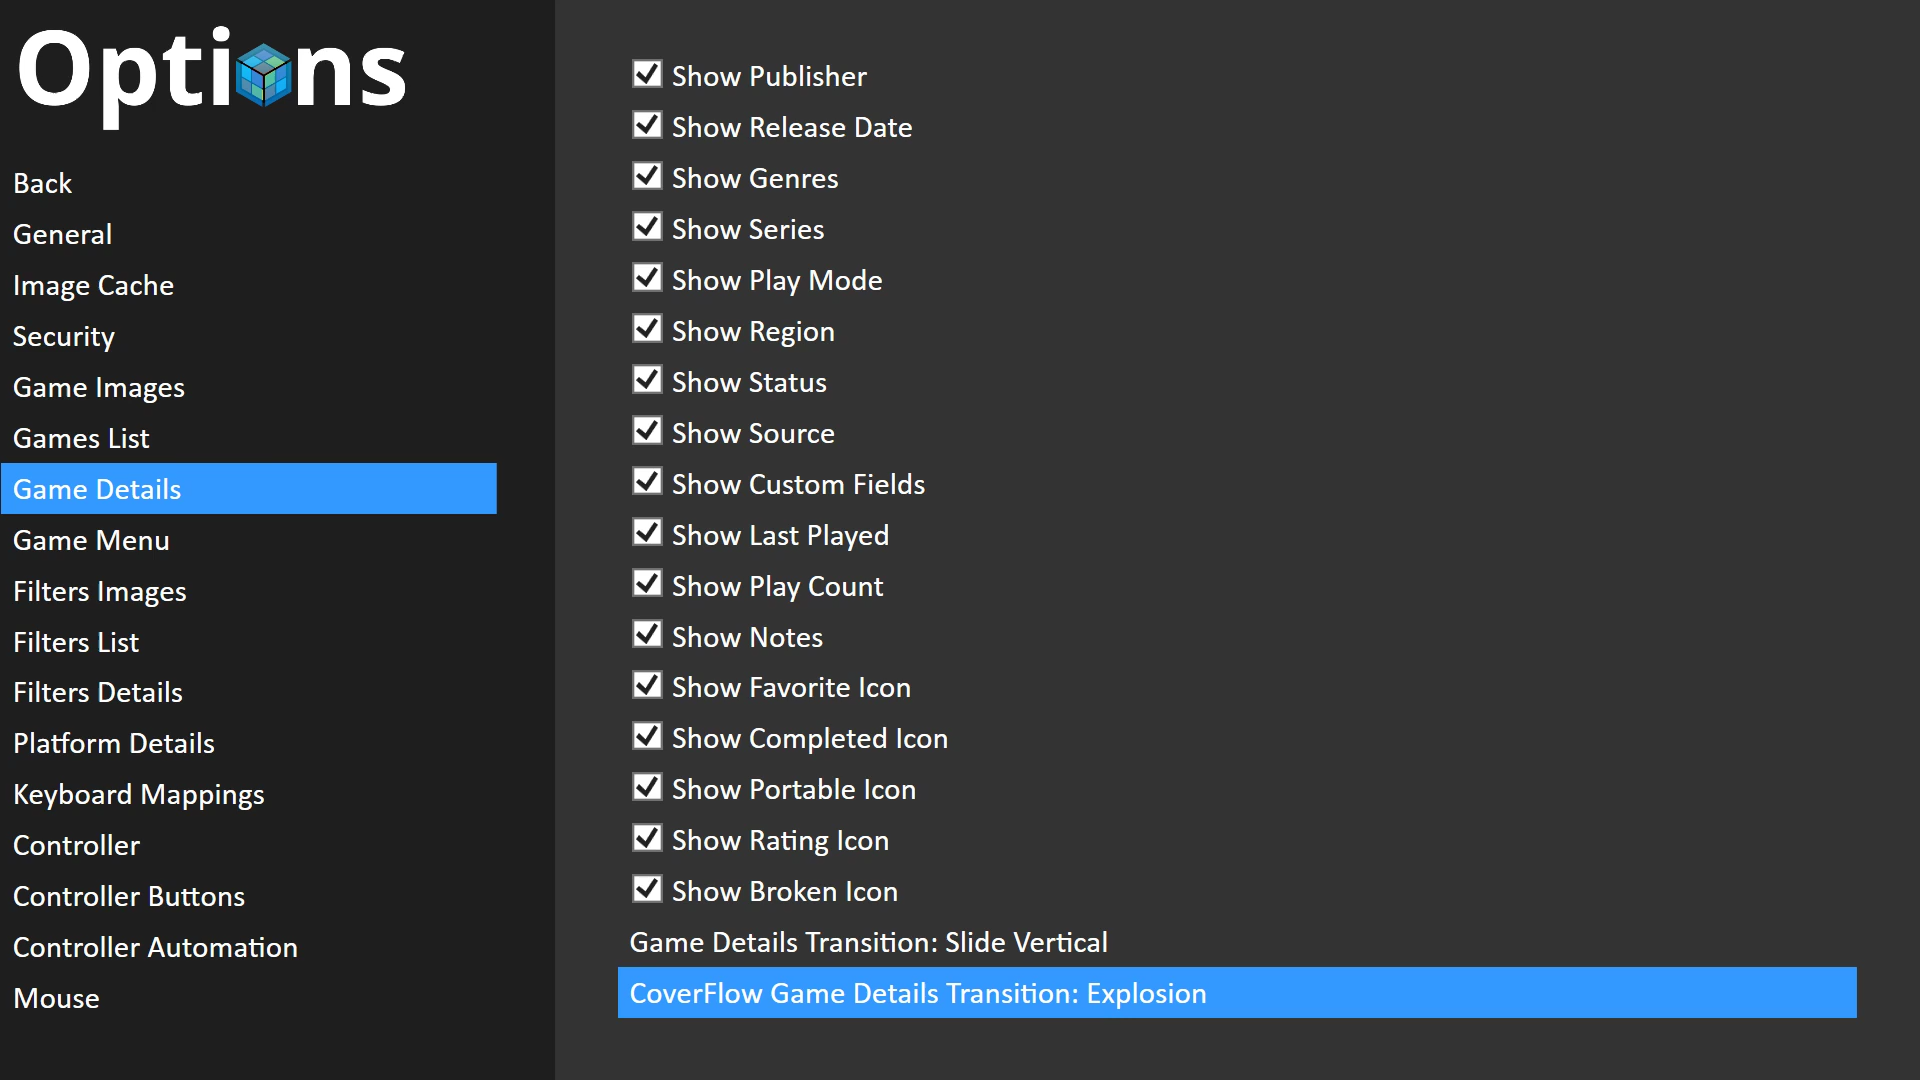 Options
Back
General
Image Cache
Security
Game Images
Games List
Game Details
Game Menu
Filters Images
Filters List
Filters Details
Platform Details
Keyboard Mappings
Controller
Controller Buttons
Controller Automation
Mouse
Show Publisher
Show Release Date
Show Genres
Show Series
Show Play Mode
Show Region
Show Status
Show Source
Show Custom Fields
Show Last Played
Show Play Count
Show Notes
Show Favorite Icon
Show Completed Icon
Show Portable Icon
Show Rating Icon
Show Broken Icon
Game Details Transition: Slide Vertical
CoverFlow Game Details Transition: Explosion